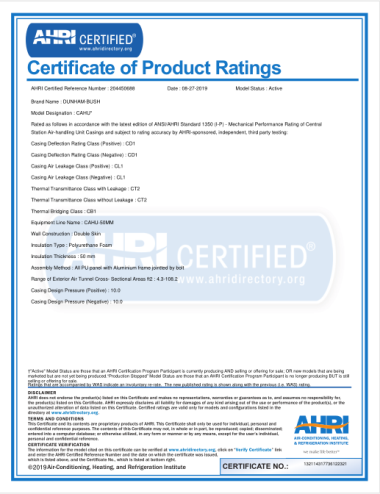 AHRI CERTIFIED®
www.ahridirectory.org
Certificate of Product Ratings
AHRI Certified Reference Number : 204450698 Date : 08-27-2019 Model Status : Active
Brand Name : DUNHAM-BUSH
Model Designation : CAHU*
Rated as follows in accordance with the latest edition of ANSI/AHRI Standard 1350 (I-P) - Mechanical Performance Rating of Central
Station Air-handling Unit Casings and subject to rating accuracy by AHRI-sponsored, independent, third party testing:
Casing Deflection Rating Class (Positive) : CD1
Casing Deflection Rating Class (Negative) : CD1
Casing Air Leakage Class (Positive) : CL1
Casing Air Leakage Class (Negative) : CL1
Thermal Transmittance Class with Leakage : CT2
Thermal Transmittance Class without Leakage : CT2
Thermal Bridging Class : CB1
Equipment Line Name : CAHU-50MM
Wall Construction : Double Skin
Insulation Type : Polyurethane Foam
Insulation Thickness : 50 mm
Assembly Method : All PU panel with Aluminium frame jointed by bolt
Range of Exterior Air Tunnel Cross- Sectional Areas ft2 : 4.3-108.2
Casing Design Pressure (Positive) : 10.0
Casing Design Pressure (Negative) : 10.0
AHRI CERTIFIED®
www.ahridirectory.org
†"Active" Model Status are those that an AHRI Certification Program Participant is currently producing AND selling or offering for sale; OR new models that are being
marketed but are not yet being produced."Production Stopped" Model Status are those that an AHRI Certification Program Participant is no longer producing BUT is still
selling or offering for sale.
Ratings that are accompanied by WAS indicate an involuntary re-rate. The new published rating is shown along with the previous (i.e. WAS) rating.
DISCLAIMER
AHRI does not endorse the product(s) listed on this Certificate and makes no representations, warranties or guarantees as to, and assumes no responsibility for,
the product(s) listed on this Certificate. AHRI expressly disclaims all liability for damages of any kind arising out of the use or performance of the product(s), or the
unauthorized alteration of data listed on this Certificate. Certified ratings are valid only for models and configurations listed in the
directory at www.ahridirectory.org.
TERMS AND CONDITIONS
This Certificate and its contents are proprietary products of AHRI. This Certificate shall only be used for individual, personal and
confidential reference purposes. The contents of this Certificate may not, in whole or in part, be reproduced; copied; disseminated;
entered into a computer database; or otherwise utilized, in any form or manner or by any means, except for the user's individual,
personal and confidential reference.
CERTIFICATE VERIFICATION
The information for the model cited on this certificate can be verified at www.ahridirectory.org, click on "Verify Certificate" link
and enter the AHRI Certified Reference Number and the date on which the certificate was issued,
which is listed above, and the Certificate No., which is listed at bottom right.
AHRI
AIR-CONDITIONING, HEATING,
& REFRIGERATION INSTITUTE
we make life better®
©2019 Air-Conditioning, Heating, and Refrigeration Institute
CERTIFICATE NO.: